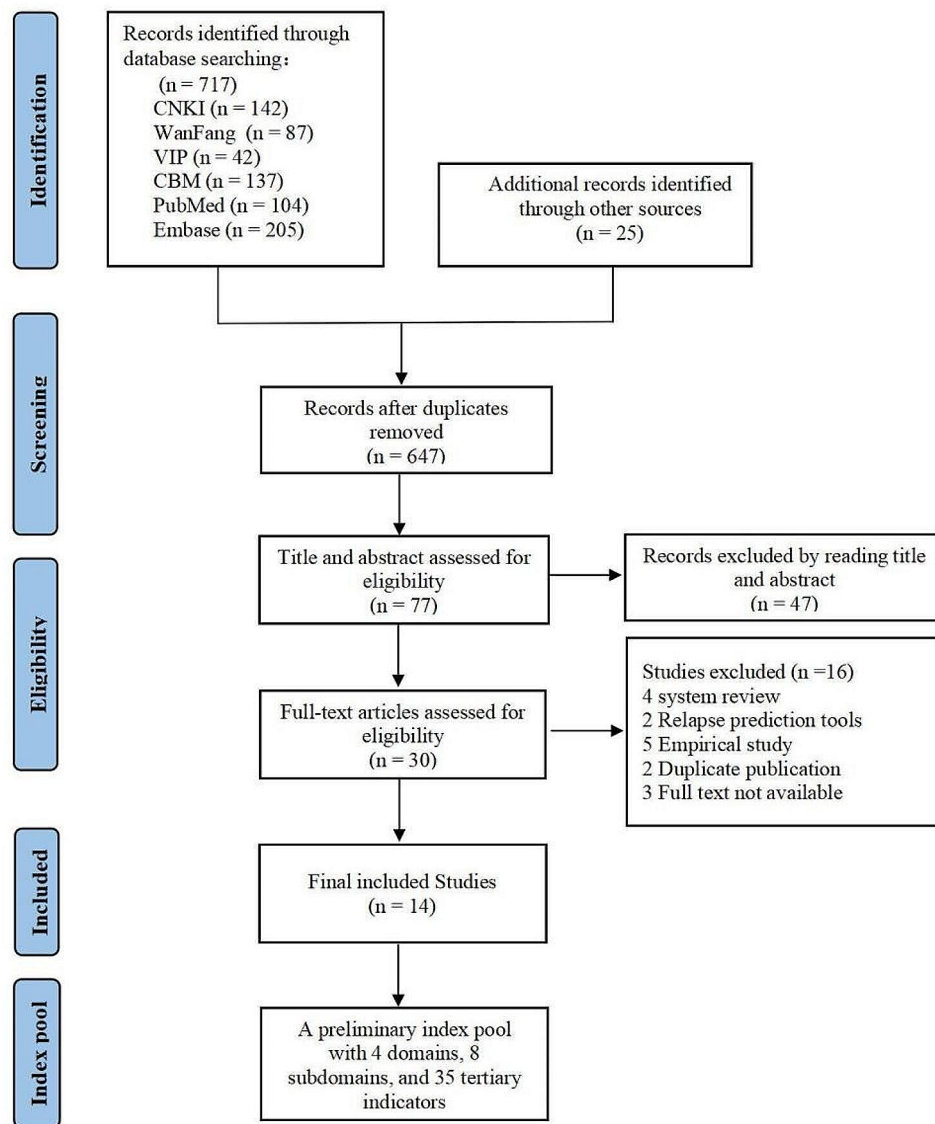 Identification
Records identified through
database searching：
(n = 717)
CNKI (n = 142)
WanFang (n = 87)
VIP (n = 42)
CBM (n = 137)
PubMed (n = 104)
Embase (n = 205)
Additional records identified
through other sources
(n = 25)
Screening
Records after duplicates
removed
(n = 647)
Eligibility
Title and abstract assessed for
eligibility
(n = 77)
Records excluded by reading title
and abstract
(n = 47)
Full-text articles assessed for
eligibility
(n = 30)
Studies excluded (n =16)
4 system review
2 Relapse prediction tools
5 Empirical study
2 Duplicate publication
3 Full text not available
Included
Final included Studies
(n = 14)
Index pool
A preliminary index pool
with 4 domains, 8
subdomains, and 35 tertiary
indicators